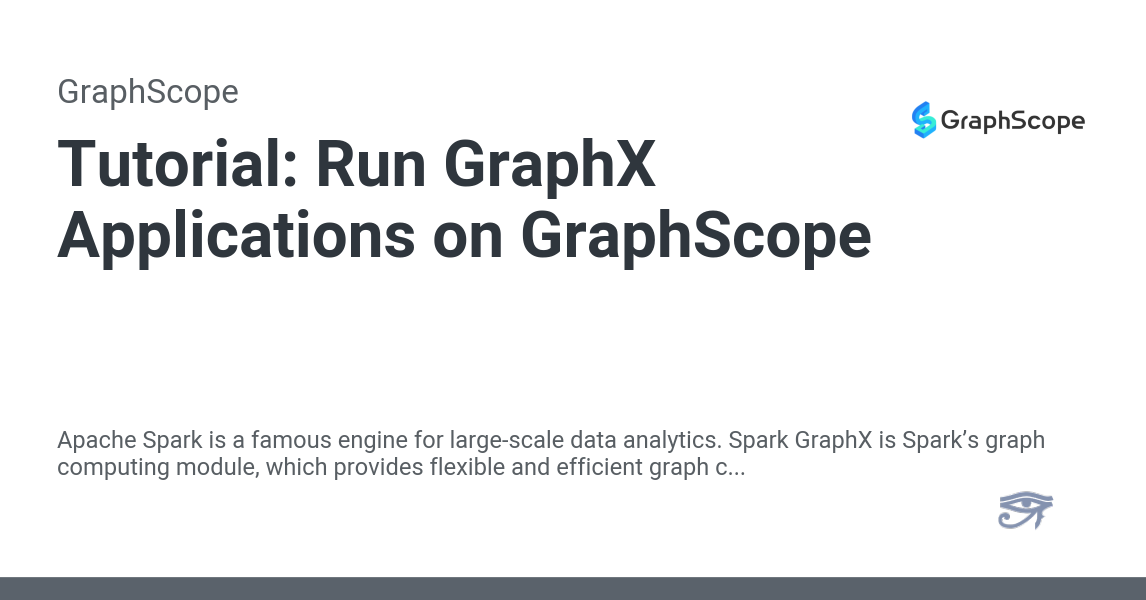 GraphScope
GraphScope
Tutorial: Run GraphX
Applications on GraphScope
Apache Spark is a famous engine for large-scale data analytics. Spark GraphX is Spark’s graph
computing module, which provides flexible and efficient graph c...